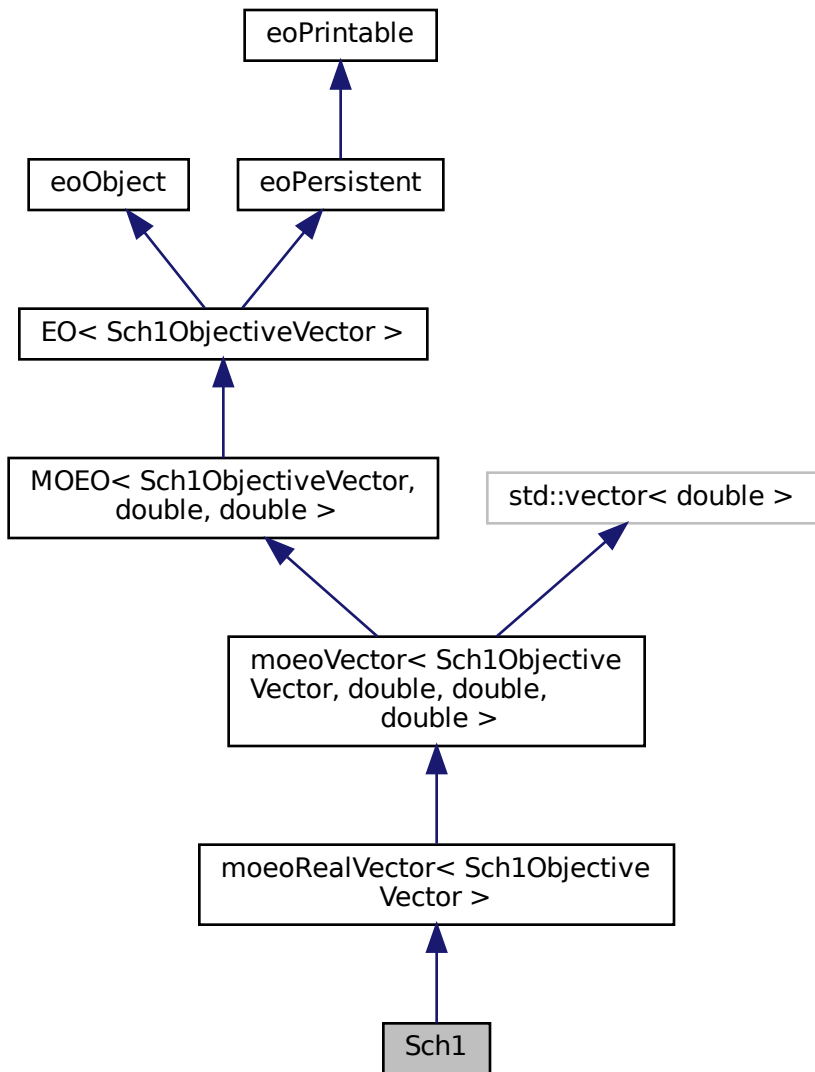 eoPrintable
eoObject
eoPersistent
EO< Sch1ObjectiveVector >
MOEO< Sch1ObjectiveVector,
double, double >
std::vector< double >
moeoVector< Sch1Objective
Vector, double, double,
double >
moeoRealVector< Sch1Objective
Vector >
Sch1